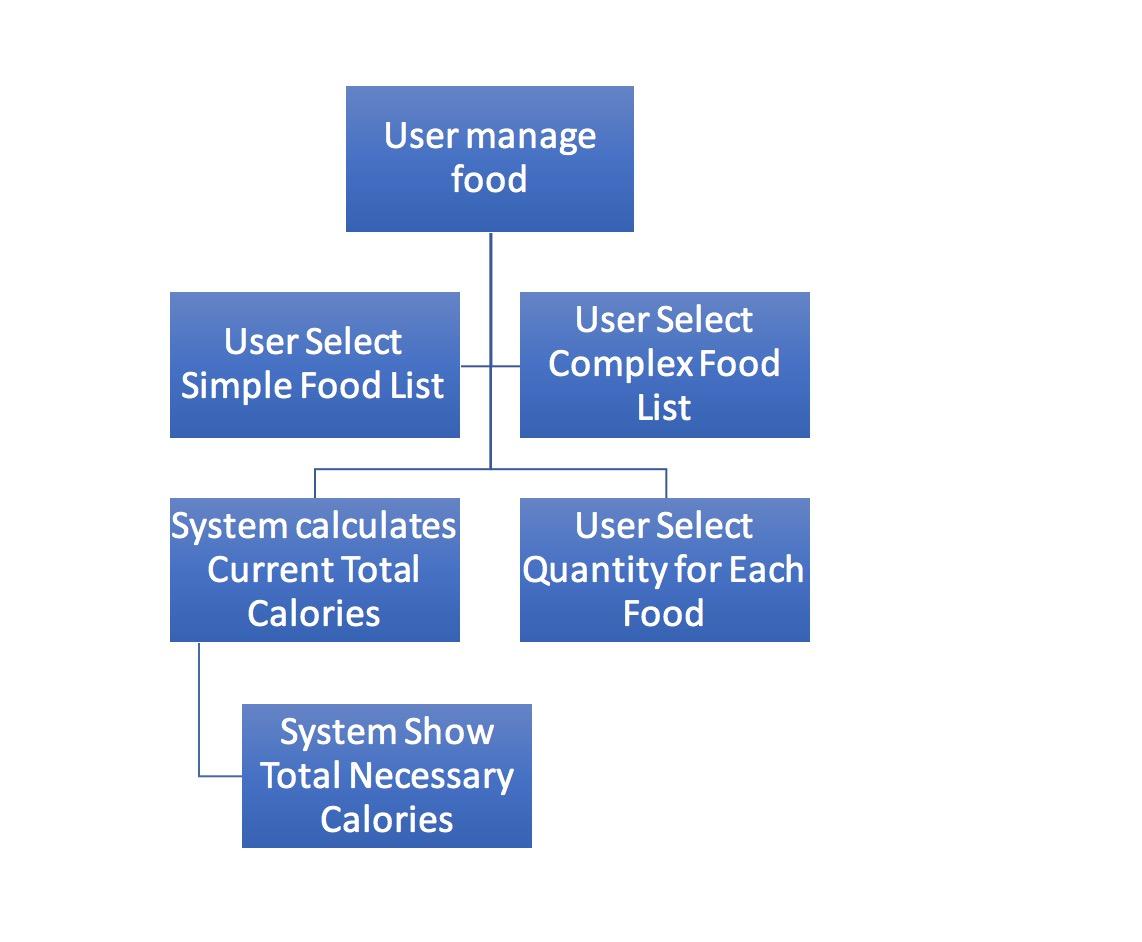 User manage
food
User Select
Simple Food List
User Select
Complex Food
List
System calculates
Current Total
Calories
User Select
Quantity for Each
Food
System Show
Total Necessary
Calories